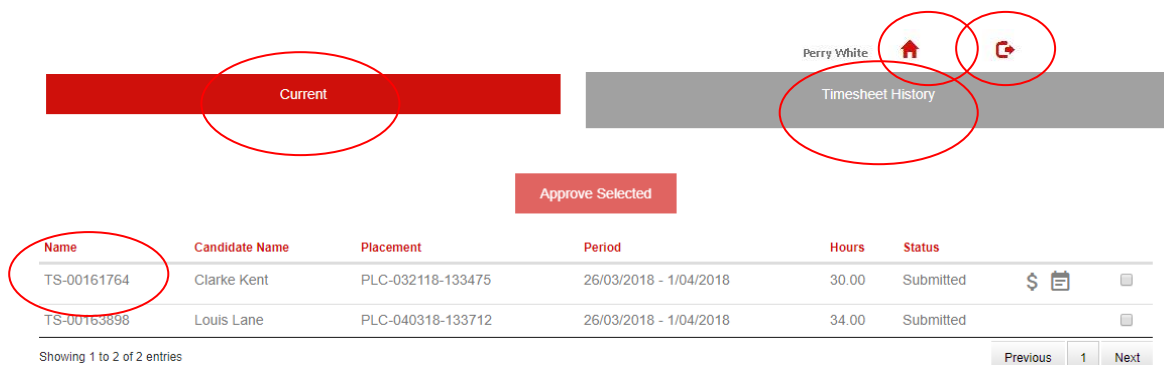 Perry White
Current Timesheet History
Approve Selected
Name Candidate Name Placement Period Hours Status
TS-00161764 Clarke Kent PLC-032118-133475 26/03/2018 - 1/04/2018 30.00 Submitted $
TS-00163898 Louis Lane PLC-040318-133712 26/03/2018 - 1/04/2018 34.00 Submitted
Showing 1 to 2 of 2 entries Previous 1 Next